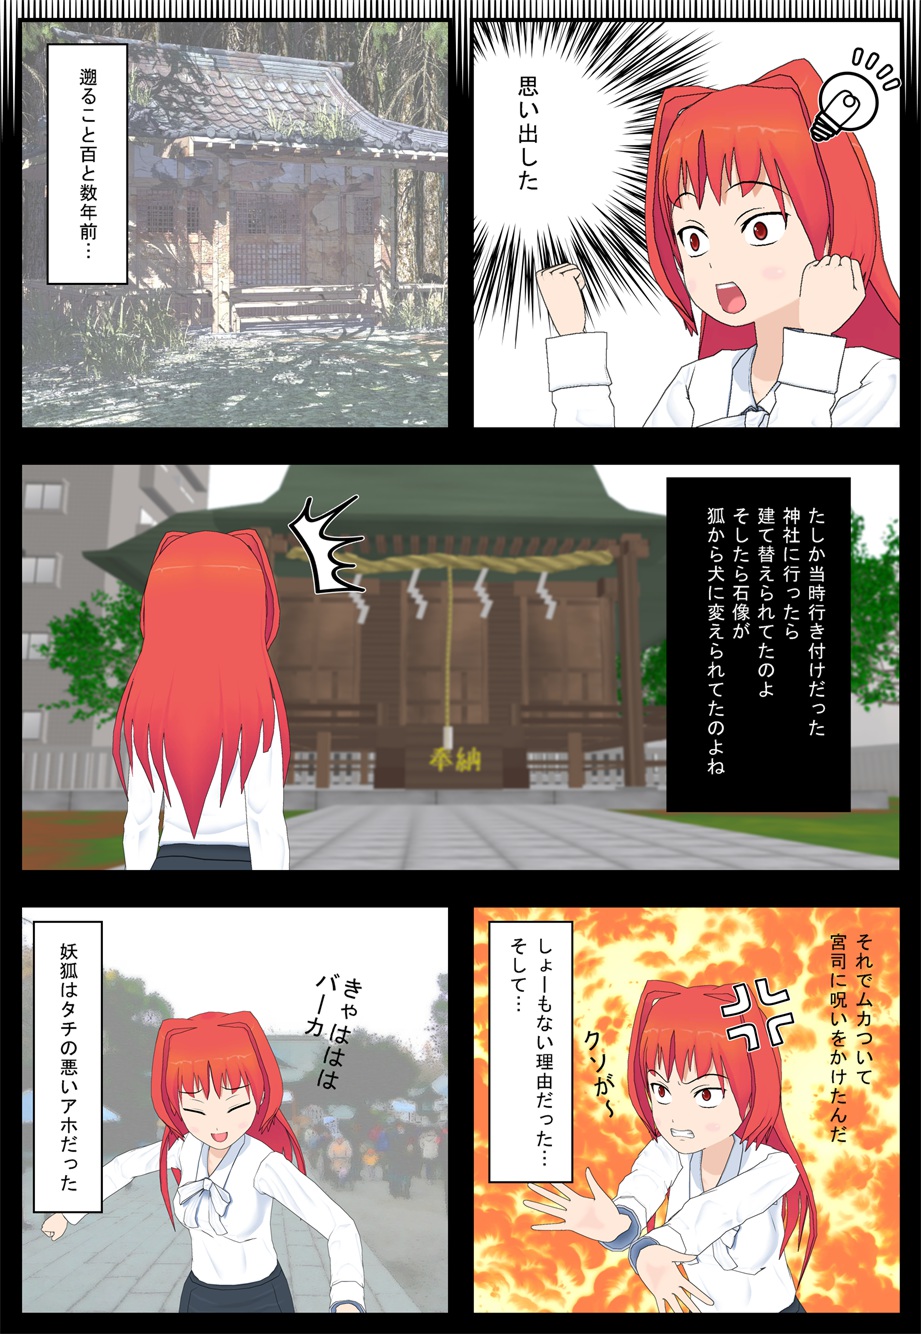 思い出した
遡ること百と数年前…
たしか当時行き付けだった
神社に行ったら
建て替えられてたのよ
そしたら石像が
狐から犬に変えられてたのよね
奉納
それでムカついて
宮司に呪いをかけたんだ
クソが～
しょーもない理由だった…
そして…
きゃははは
バーカ
妖狐はタチの悪いアホだった